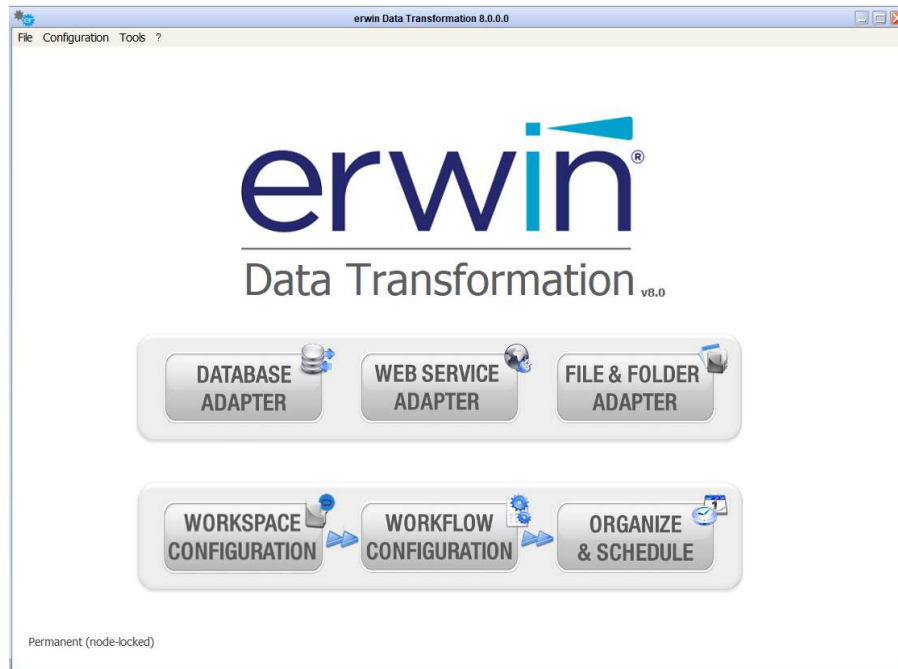 erwin Data Transformation 8.0.0.0
File Configuration Tools ?
erwin®
Data Transformation v8.0
DATABASE ADAPTER
WEB SERVICE ADAPTER
FILE & FOLDER ADAPTER
WORKSPACE CONFIGURATION
WORKFLOW CONFIGURATION
ORGANIZE & SCHEDULE
Permanent (node-locked)